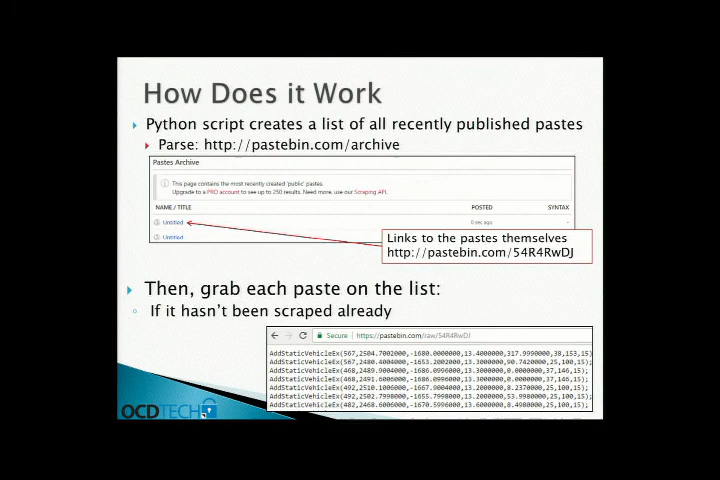 How Does it Work
Python script creates a list of all recently published pastes
Parse: http://pastebin.com/archive
Pastes Archive
This page contains the most recently created 'public' pastes.
Upgrade to a PRO account to see up to 250 results. Need more, use our Scraping API.
NAME / TITLE POSTED SYNTAX
Untitled 0 sec ago -
Untitled
Links to the pastes themselves
http://pastebin.com/54R4RwDJ
Then, grab each paste on the list:
If it hasn't been scraped already
Secure https://pastebin.com/raw/54R4RwDJ
AddStaticVehicleEx(567,2504.7002000,-1680.0000000,13.4000000,317.9990000,38,153,15)
AddStaticVehicleEx(567,2480.4004000,-1653.2002000,13.3000000,90.7420000,25,100,15);
AddStaticVehicleEx(468,2489.9004000,-1686.0996000,13.3000000,0.0000000,37,146,15);
AddStaticVehicleEx(468,2491.6006000,-1686.0996000,13.3000000,0.0000000,37,146,15);
AddStaticVehicleEx(492,2510.1006000,-1667.9004000,13.2000000,8.2370000,25,100,15);
AddStaticVehicleEx(492,2502.7998000,-1655.7998000,13.2000000,53.9980000,25,100,15);
AddStaticVehicleEx(482,2468.6006000,-1670.5996000,13.6000000,8.4980000,25,100,15);
OCDTECH